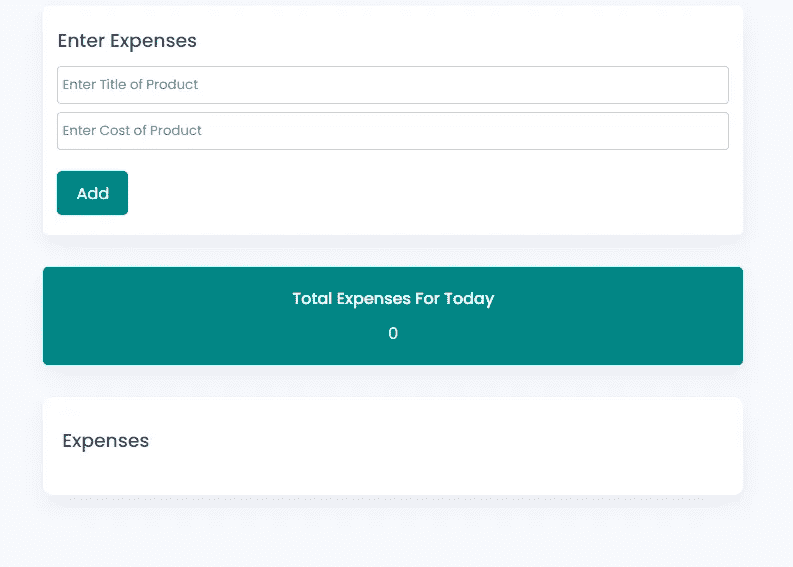 Enter Expenses
Enter Title of Product
Enter Cost of Product
Add
Total Expenses For Today
0
Expenses